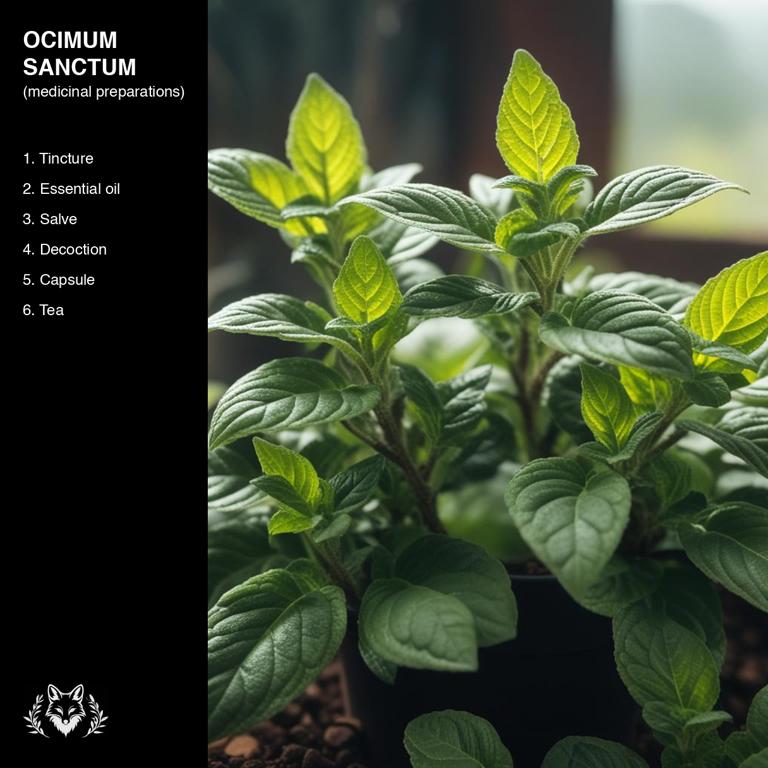 OCIMUM
SANCTUM
(medicinal preparations)
1. Tincture
2. Essential oil
3. Salve
4. Decoction
5. Capsule
6. Tea